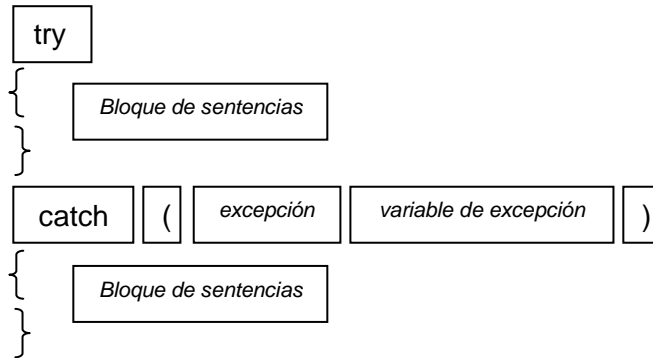 try
{
Bloque de sentencias
}
catch ( excepción variable de excepción )
{
Bloque de sentencias
}